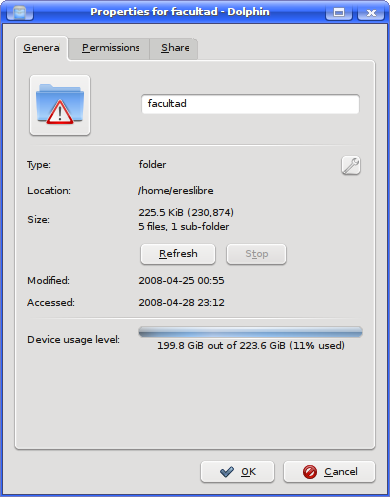 Properties for facultad - Dolphin
Genera Permissions Share
facultad
Type: folder
Location: /home/ereslibre
Size: 225.5 KiB (230,874)
5 files, 1 sub-folder
Refresh Stop
Modified: 2008-04-25 00:55
Accessed: 2008-04-28 23:12
Device usage level:
199.8 GiB out of 223.6 GiB (11% used)
OK Cancel